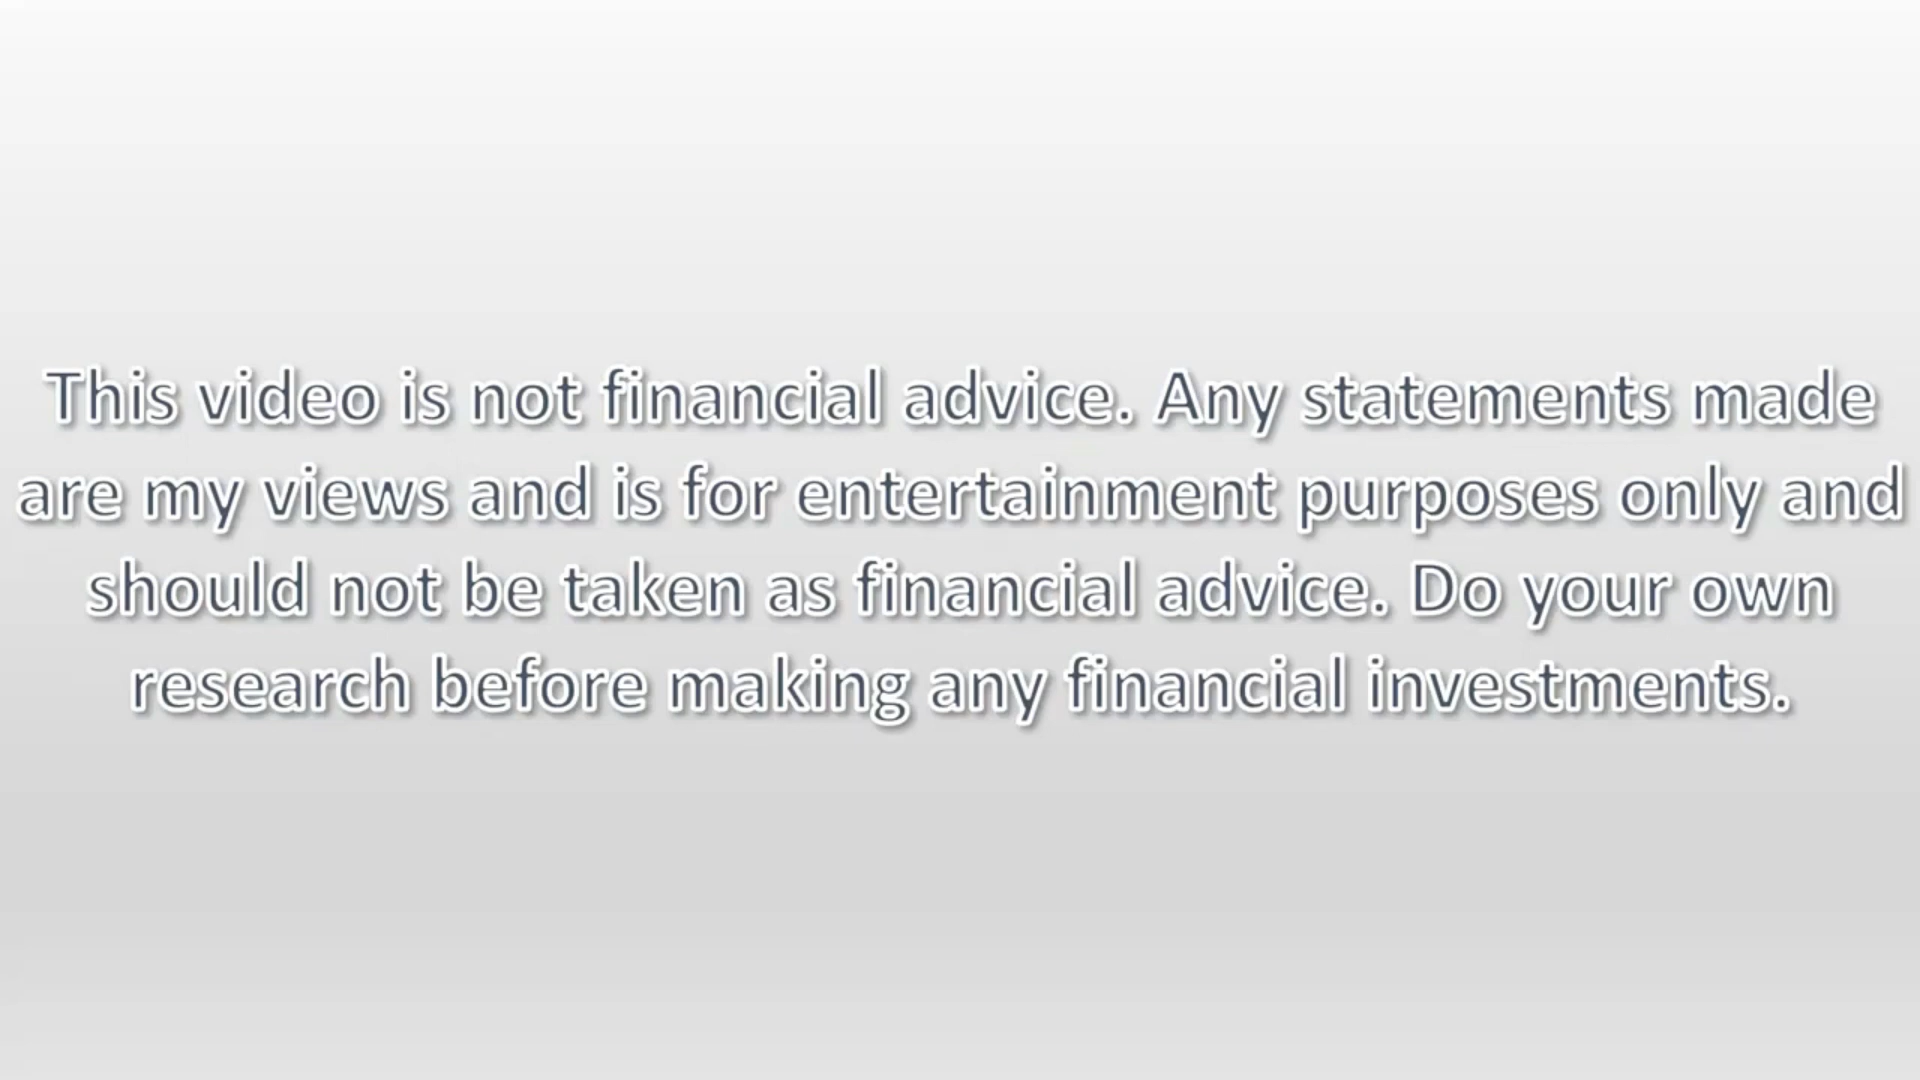 This video is not financial advice. Any statements made
are my views and is for entertainment purposes only and
should not be taken as financial advice. Do your own
research before making any financial investments.